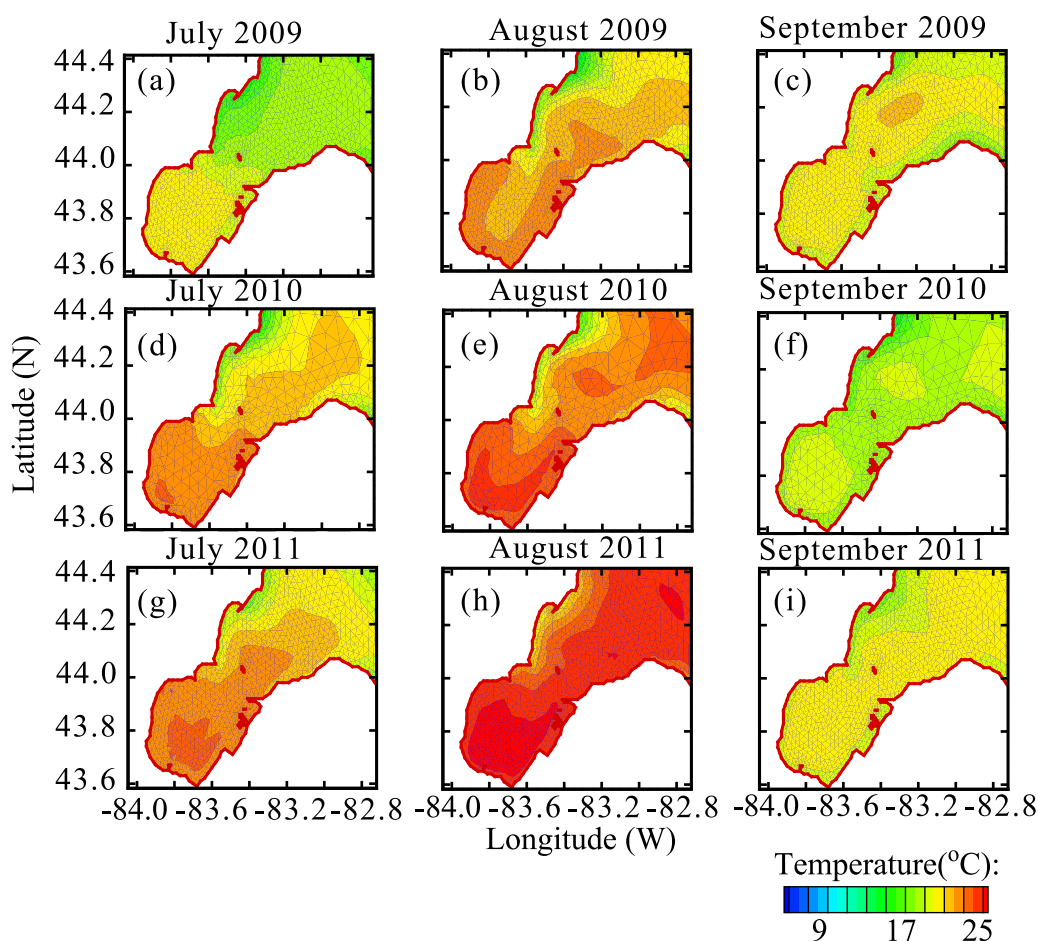 July 2009
August 2009
September 2009
44.4
(a)
(b)
(c)
44.2
44.0
43.8
43.6
July 2010
August 2010
September 2010
44.4
(d)
(e)
(f)
44.2
44.0
43.8
43.6
Latitude (N)
July 2011
August 2011
September 2011
44.4
(g)
(h)
(i)
44.2
44.0
43.8
43.6
-84.0 -83.6 -83.2 -82.8
-84.0 -83.6 -83.2 -82.8
-84.0 -83.6 -83.2 -82.8
Longitude (W)
Temperature(°C):
9 17 25